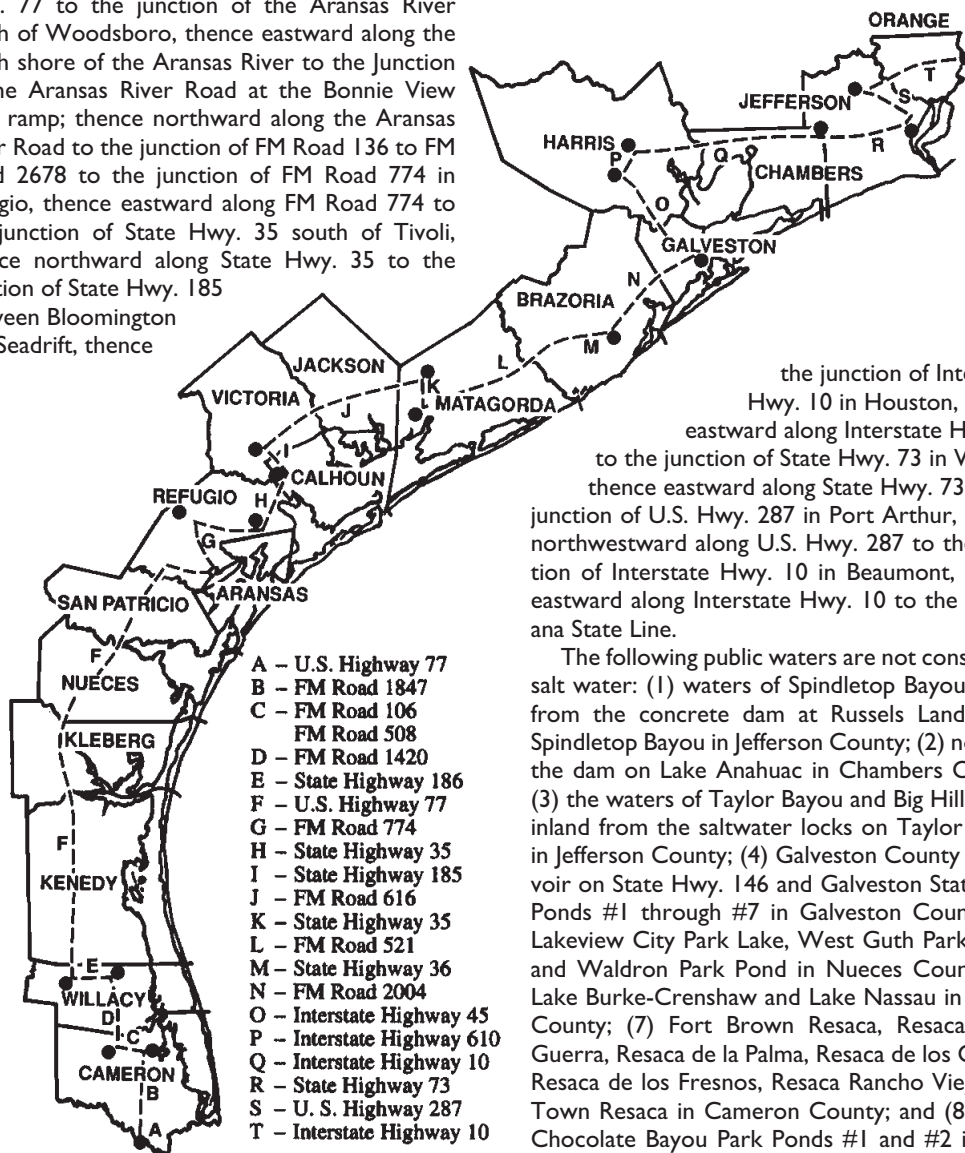 77 to the junction of the Aransas River
of Woodsboro, thence eastward along the
shore of the Aransas River to the Junction
Aransas River Road at the Bonnie View
ramp; thence northward along the Aransas
Road to the junction of FM Road 136 to FM
2678 to the junction of FM Road 774 in
thence eastward along FM Road 774 to
junction of State Hwy. 35 south of Tivoli,
northward along State Hwy. 35 to the
of State Hwy. 185
Bloomington
Seadrift, thence
ORANGE
T
JEFFERSON
S
HARRIS
P
Q
R
CHAMBERS
O
GALVESTON
N
BRAZORIA
M
L
JACKSON
K
VICTORIA
J
MATAGORDA
I
CALHOUN
REFUGIO
H
G
ARANSAS
SAN PATRICIO
F
NUECES
KLEBERG
F
KENEDY
E
WILLACY
D
C
CAMERON
B
A
A – U.S. Highway 77
B – FM Road 1847
C – FM Road 106
FM Road 508
D – FM Road 1420
E – State Highway 186
F – U.S. Highway 77
G – FM Road 774
H – State Highway 35
I – State Highway 185
J – FM Road 616
K – State Highway 35
L – FM Road 521
M – State Highway 36
N – FM Road 2004
O – Interstate Highway 45
P – Interstate Highway 610
Q – Interstate Highway 10
R – State Highway 73
S – U. S. Highway 287
T – Interstate Highway 10
the junction of
Hwy. 10 in Houston,
eastward along Interstate
to the junction of State Hwy. 73 in
thence eastward along State Hwy. 73
junction of U.S. Hwy. 287 in Port Arthur,
northwestward along U.S. Hwy. 287 to
tion of Interstate Hwy. 10 in Beaumont,
eastward along Interstate Hwy. 10 to the
ana State Line.
The following public waters are not
salt water: (1) waters of Spindletop Bayou
from the concrete dam at Russels
Spindletop Bayou in Jefferson County; (2)
the dam on Lake Anahuac in Chambers
(3) the waters of Taylor Bayou and Big Hill
inland from the saltwater locks on Taylor
in Jefferson County; (4) Galveston County
voir on State Hwy. 146 and Galveston
Ponds #1 through #7 in Galveston
Lakeview City Park Lake, West Guth Park
and Waldron Park Pond in Nueces
Lake Burke-Crenshaw and Lake Nassau in
County; (7) Fort Brown Resaca, Resaca
Guerra, Resaca de la Palma, Resaca de los
Resaca de los Fresnos, Resaca Rancho
Town Resaca in Cameron County; and (8
Chocolate Bayou Park Ponds #1 and #2